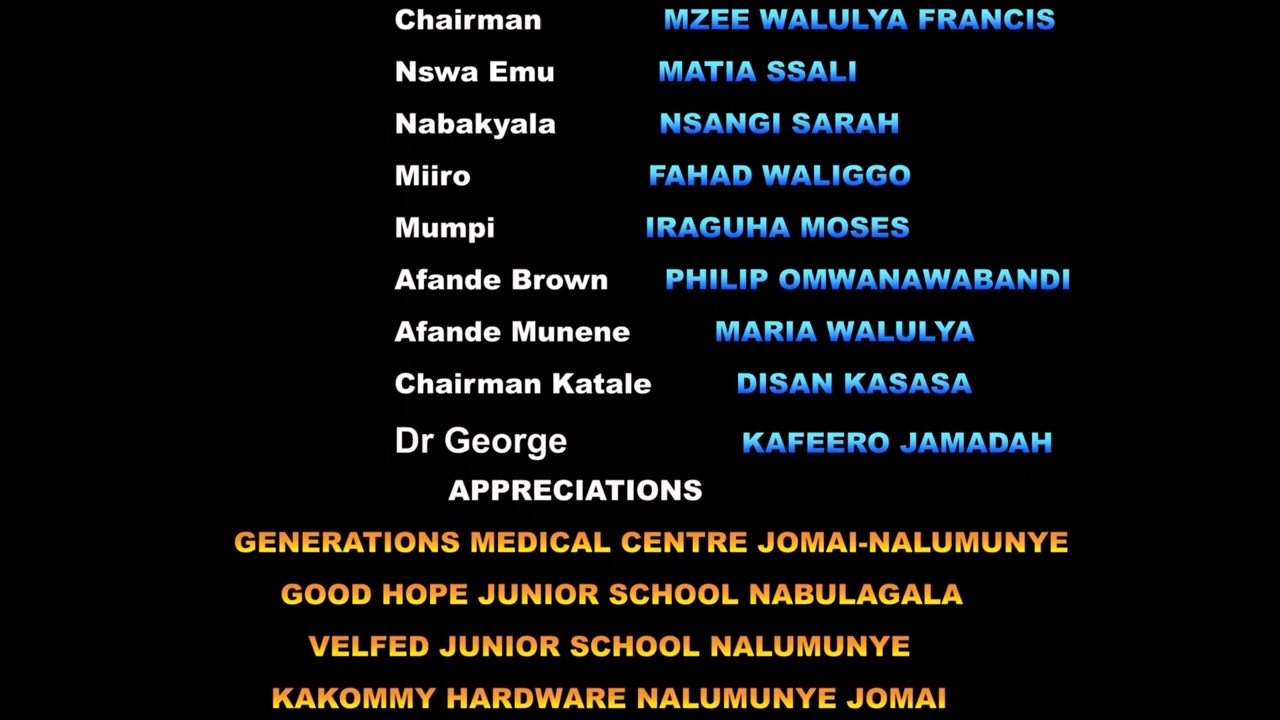 Chairman MZEE WALULYA FRANCIS
Nswa Emu MATIA SSALI
Nabakyala NSANGI SARAH
Miiro FAHAD WALIGGO
Mumpi IRAGUHA MOSES
Afande Brown PHILIP OMWANAWABANDI
Afande Munene MARIA WALULYA
Chairman Katale DISAN KASASA
Dr George KAFEERO JAMADAH
APPRECIATIONS
GENERATIONS MEDICAL CENTRE JOMAI-NALUMUNYE
GOOD HOPE JUNIOR SCHOOL NABULAGALA
VELFED JUNIOR SCHOOL NALUMUNYE
KAKOMMY HARDWARE NALUMUNYE JOMAI